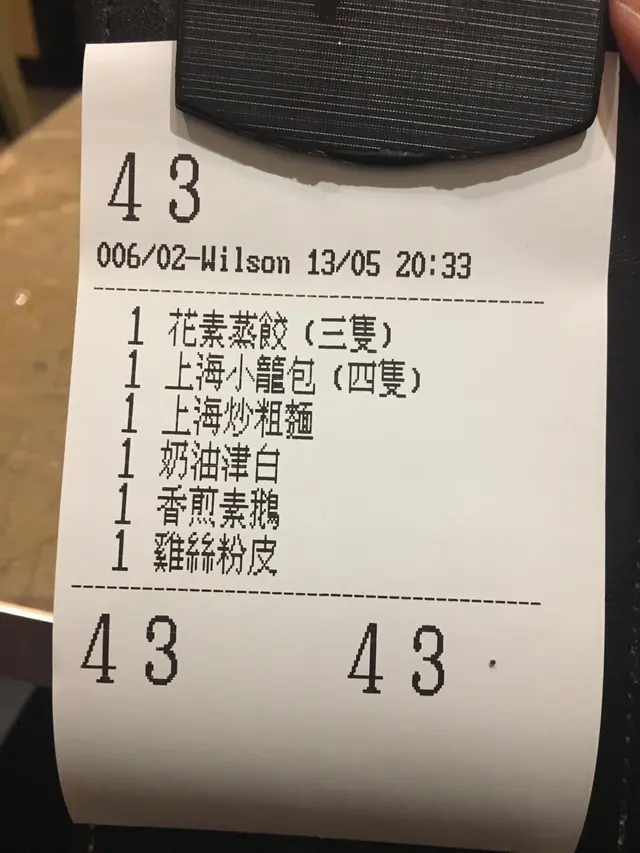 43
006/02-Wilson 13/05 20:33
1 花素蒸餃(三隻)
1 上海小籠包(四隻)
1 上海炒粗麵
1 奶油津白
1 香煎素鵝
1 雞絲粉皮
43 43